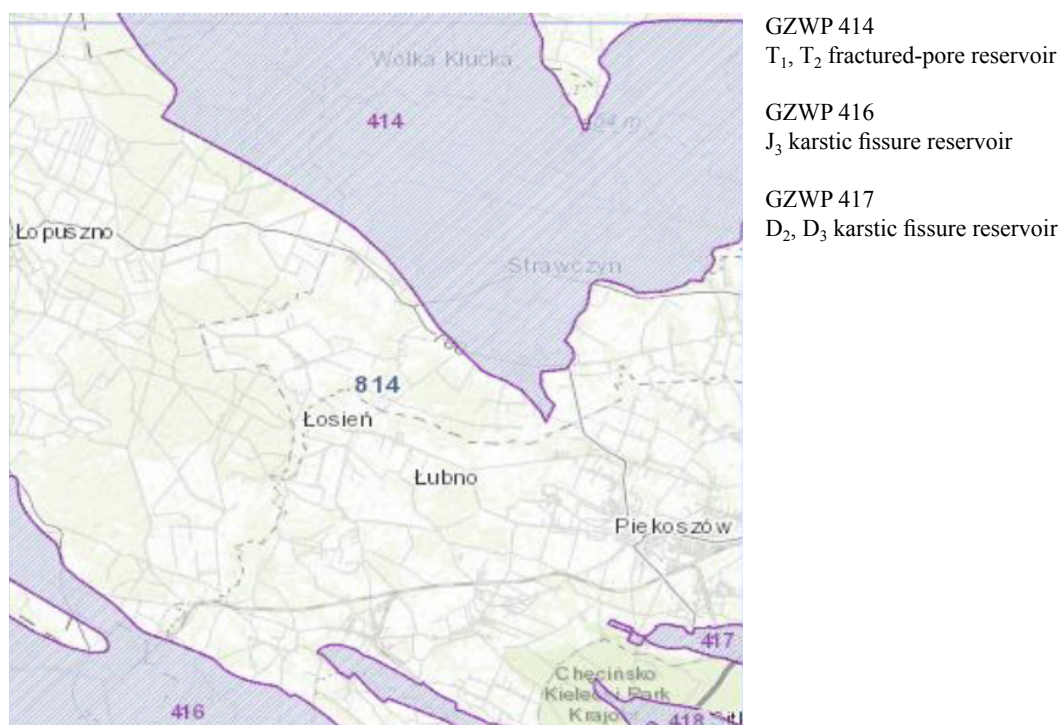 Wólka Kłucka
414
Łopuszno
Strawczyn
814
Łosień
Łubno
Piekoszów
417
Chęcińsko
Park
416
418
GZWP 414
T₁, T₂ fractured-pore reservoir
GZWP 416
J₃ karstic fissure reservoir
GZWP 417
D₂, D₃ karstic fissure reservoir